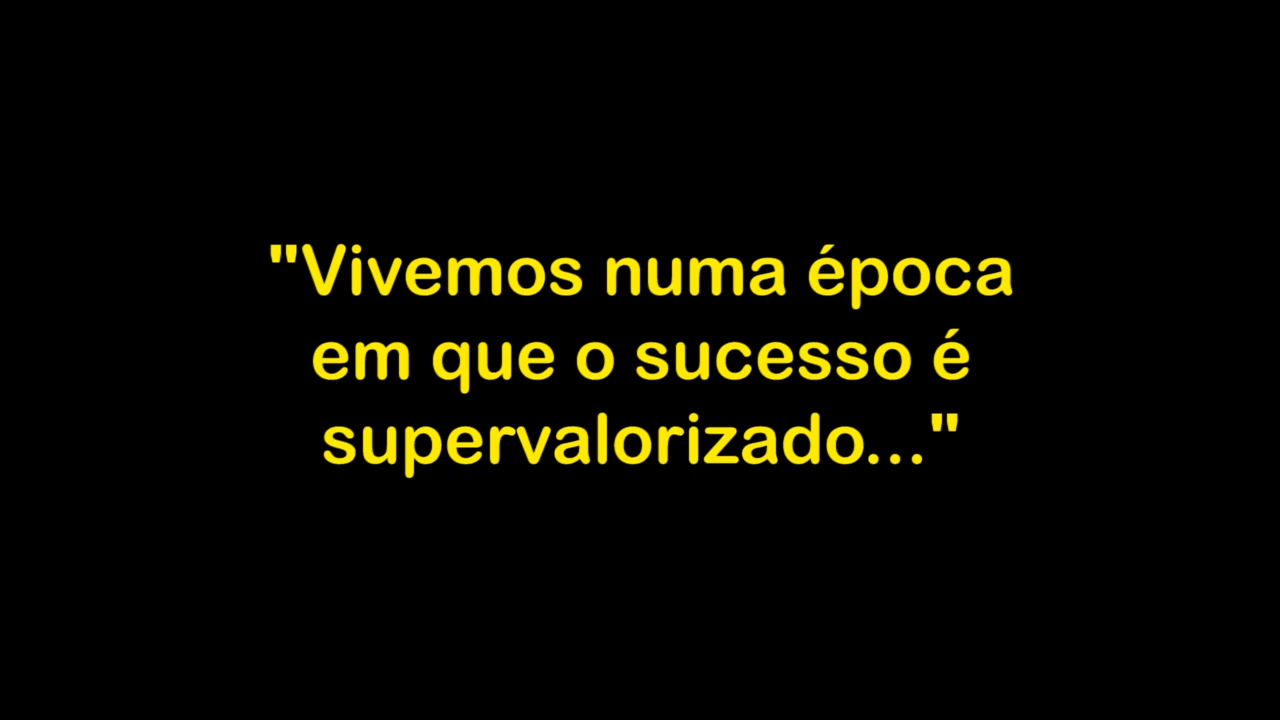 "Vivemos numa época
em que o sucesso é
supervalorizado..."